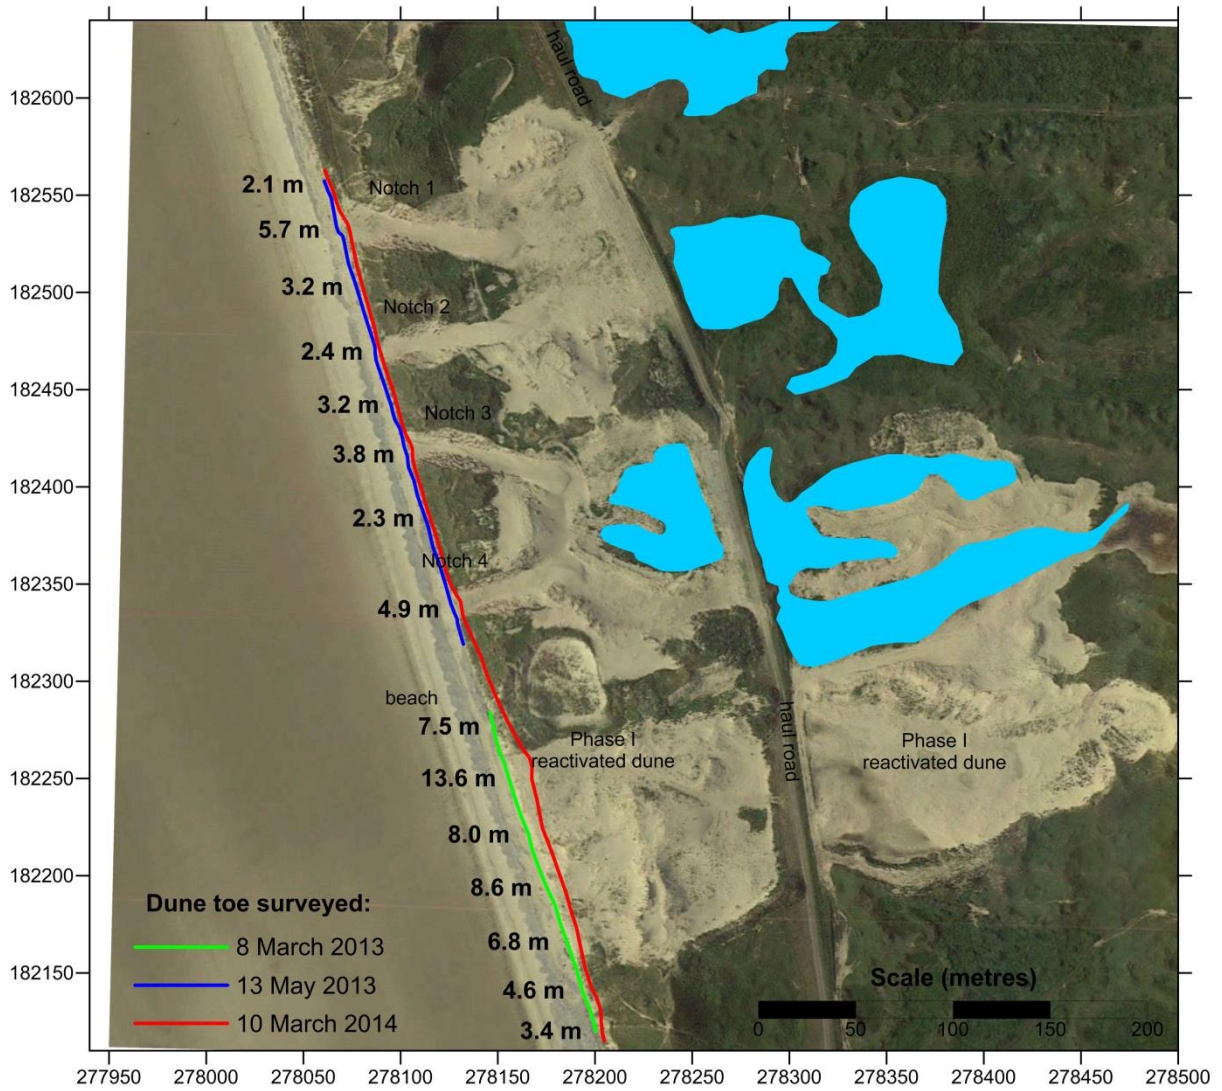 haul road
182600
182550
182500
182450
182400
182350
182300
182250
182200
182150
2.1 m
Notch 1
5.7 m
3.2 m
Notch 2
2.4 m
3.2 m
Notch 3
3.8 m
2.3 m
Notch 4
4.9 m
beach
7.5 m
Phase I
reactivated dune
haul road
Phase I
reactivated dune
13.6 m
8.0 m
8.6 m
6.8 m
4.6 m
3.4 m
Dune toe surveyed:
8 March 2013
13 May 2013
10 March 2014
Scale (metres)
0 50 100 150 200
277950 278000 278050 278100 278150 278200 278250 278300 278350 278400 278450 278500